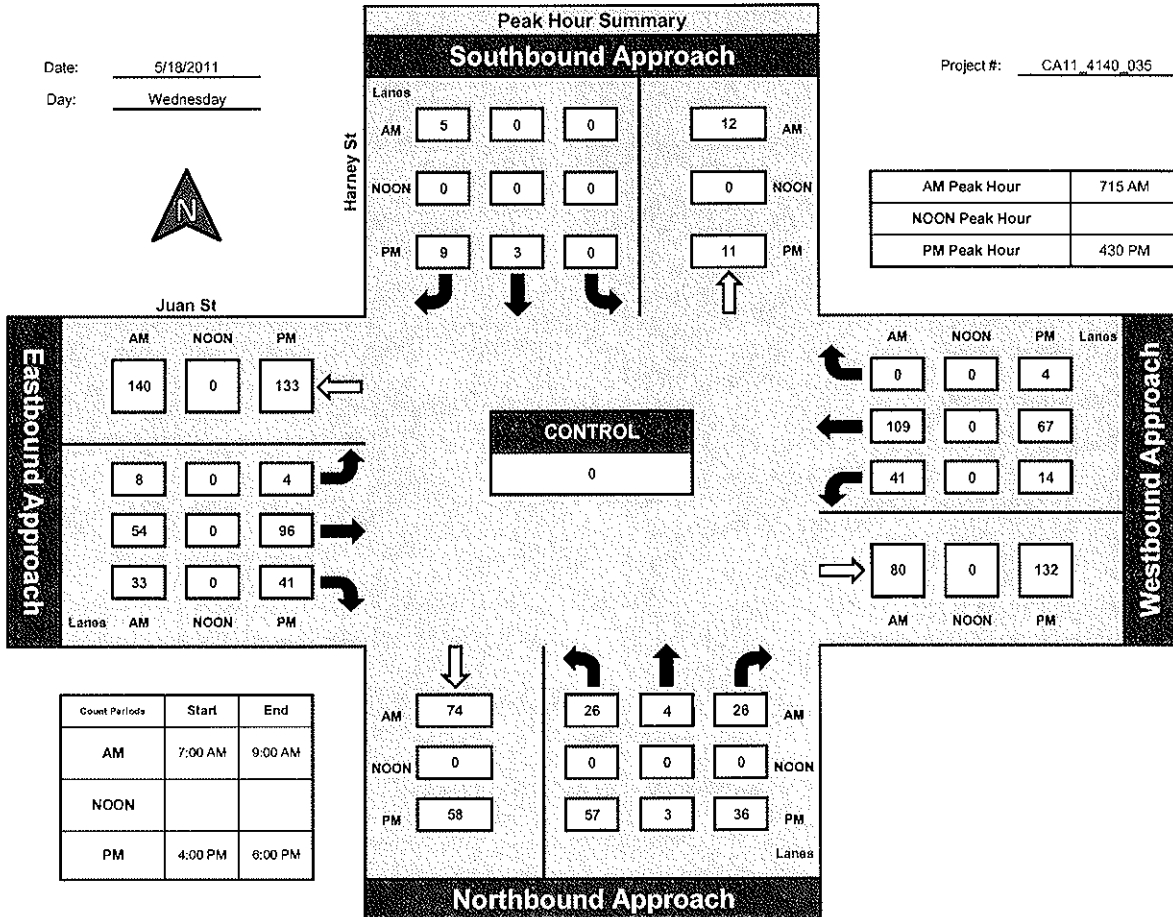 Peak Hour Summary
Southbound Approach
Date: 5/18/2011
Day: Wednesday
Project #: CA11_4140_035
N
Harney St
Lanes
AM 5 0 0 12 AM
NOON 0 0 0 0 NOON
PM 9 3 0 11 PM
AM Peak Hour 715 AM
NOON Peak Hour
PM Peak Hour 430 PM
Juan St
Eastbound Approach
AM NOON PM
140 0 133
8 0 4
54 0 96
33 0 41
Lanes AM NOON PM
CONTROL
0
Westbound Approach
AM NOON PM Lanes
0 0 4
109 0 67
41 0 14
80 0 132
AM NOON PM
AM 74 26 4 26 AM
NOON 0 0 0 0 NOON
PM 58 57 3 36 PM
Lanes
Northbound Approach
Count Periods Start End
AM 7:00 AM 9:00 AM
NOON
PM 4:00 PM 6:00 PM